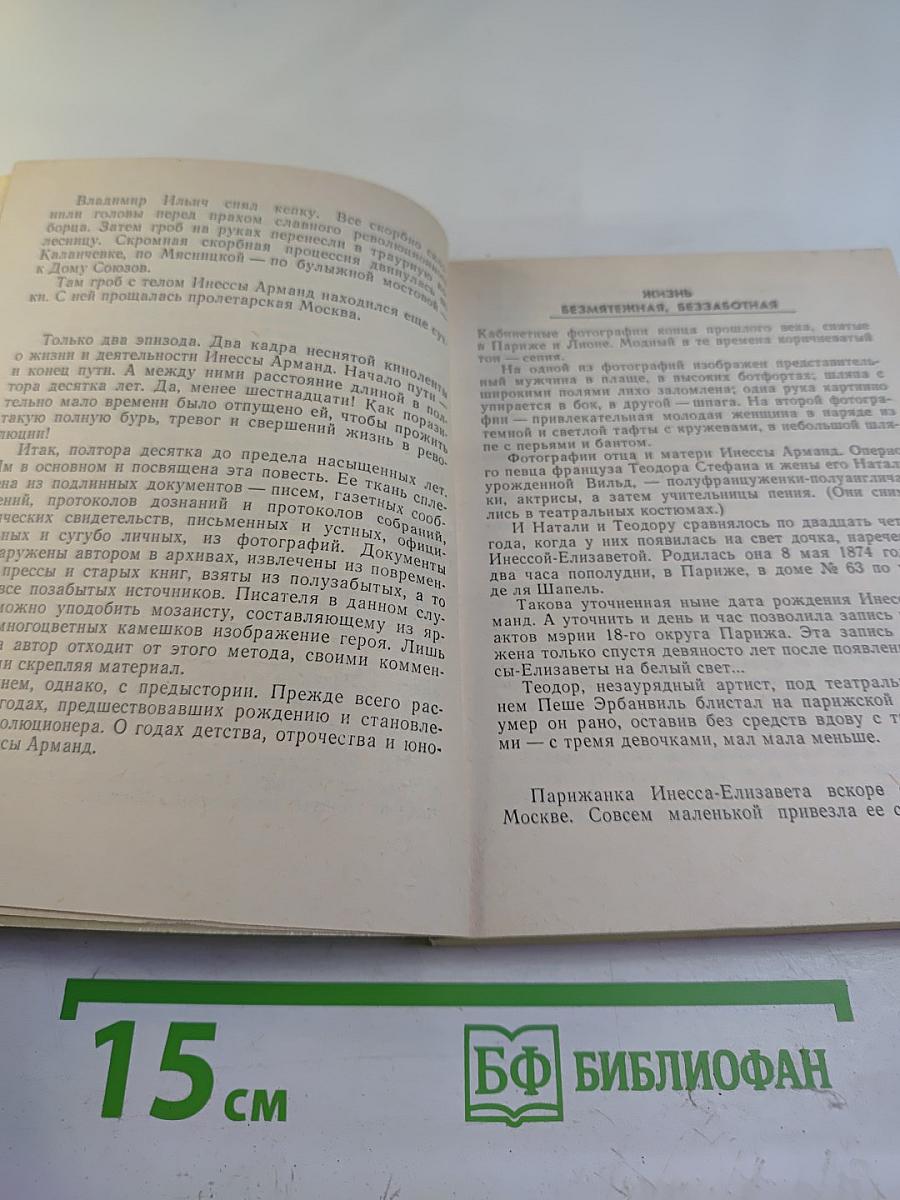 Владимир Ильич снял кепку. Все скорбно
нили головы перед прахом славного революционного
борца. Затем гроб на руках перенесли в траурную
лесницу. Скромная скорбная процессия двинулась
Каланчевке, по Мясницкой — по булыжной мостовой —
к Дому Союзов.
Там гроб с телом Инессы Арманд находился еще сут-
ки. С ней прощалась пролетарская Москва.
Только два эпизода. Два кадра неснятой киноленты
о жизни и деятельности Инессы Арманд. Начало пути —
и конец пути. А между ними расстояние длиной в пол-
тора десятка лет. Да, менее шестнадцати! Как порази-
тельно мало времени было отпущено ей, чтобы прожить
такую полную бурь, тревог и свершений жизнь в рево-
люции!
Итак, полтора десятка до предела насыщенных лет.
Им в основном и посвящена эта повесть. Ее ткань спле-
ена из подлинных документов — писем, газетных сооб-
ений, протоколов дознаний и протоколов собраний,
ических свидетельств, письменных и устных, офици-
ных и сугубо личных, из фотографий. Документы
аружены автором в архивах, извлечены из повремен-
прессы и старых книг, взяты из полузабытых, а то
все позабытых источников. Писателя в данном слу-
можно уподобить мозаисту, составляющему из яр-
многоцветных камешков изображение героя. Лишь
а автор отходит от этого метода, своими коммен-
ми скрепляя материал.
нем, однако, с предыстории. Прежде всего рас-
годах, предшествовавших рождению и становле-
волюционера. О годах детства, отрочества и юно-
ссы Арманд.
ЖИЗНЬ
БЕЗМЯТЕЖНАЯ, БЕЗЗАБОТНАЯ
Кабинетные фотографии конца прошлого века, снятые
в Париже и Лионе. Модный в те времена коричневатый
тон — сепия.
На одной из фотографий изображен представитель-
ный мужчина в плаще, в высоких ботфортах; шляпа с
широкими полями лихо заломлена; одна рука картинно
упирается в бок, в другой — шпага. На второй фотогра-
фии — привлекательная молодая женщина в наряде из
темной и светлой тафты с кружевами, в небольшой шля-
пе с перьями и бантом.
Фотографии отца и матери Инессы Арманд. Оперно-
го певца француза Теодора Стефана и жены его Натал
урожденной Вильд, — полуфранцуженки-полуангличан
ки, актрисы, а затем учительницы пения. (Они сним
лись в театральных костюмах.)
И Натали и Теодору сравнялось по двадцать чет
года, когда у них появилась на свет дочка, наречен
Инессой-Елизаветой. Родилась она 8 мая 1874 год
два часа пополудни, в Париже, в доме № 63 по
де ля Шапель.
Такова уточненная ныне дата рождения Инесс
манд. А уточнить и день и час позволила запись
актов мэрии 18-го округа Парижа. Эта запись
жена только спустя девяносто лет после появлен
сы-Елизаветы на белый свет...
Теодор, незаурядный артист, под театральн
нем Пеше Эрбанвиль блистал на парижской
умер он рано, оставив без средств вдову с т
ми — с тремя девочками, мал мала меньше.
Парижанка Инесса-Елизавета вскоре
Москве. Совсем маленькой привезла ее с
15 см
БФ БИБЛИОФАН